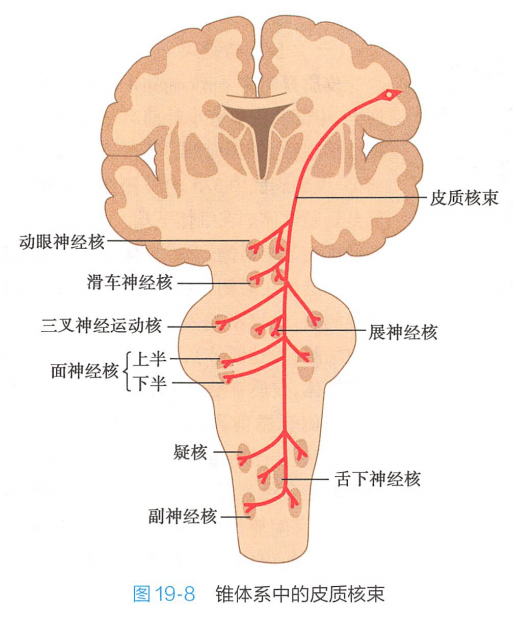 皮质核束
动眼神经核
滑车神经核
三叉神经运动核
展神经核
面神经核
上半
下半
疑核
舌下神经核
副神经核
图 19-8 锥体系中的皮质核束